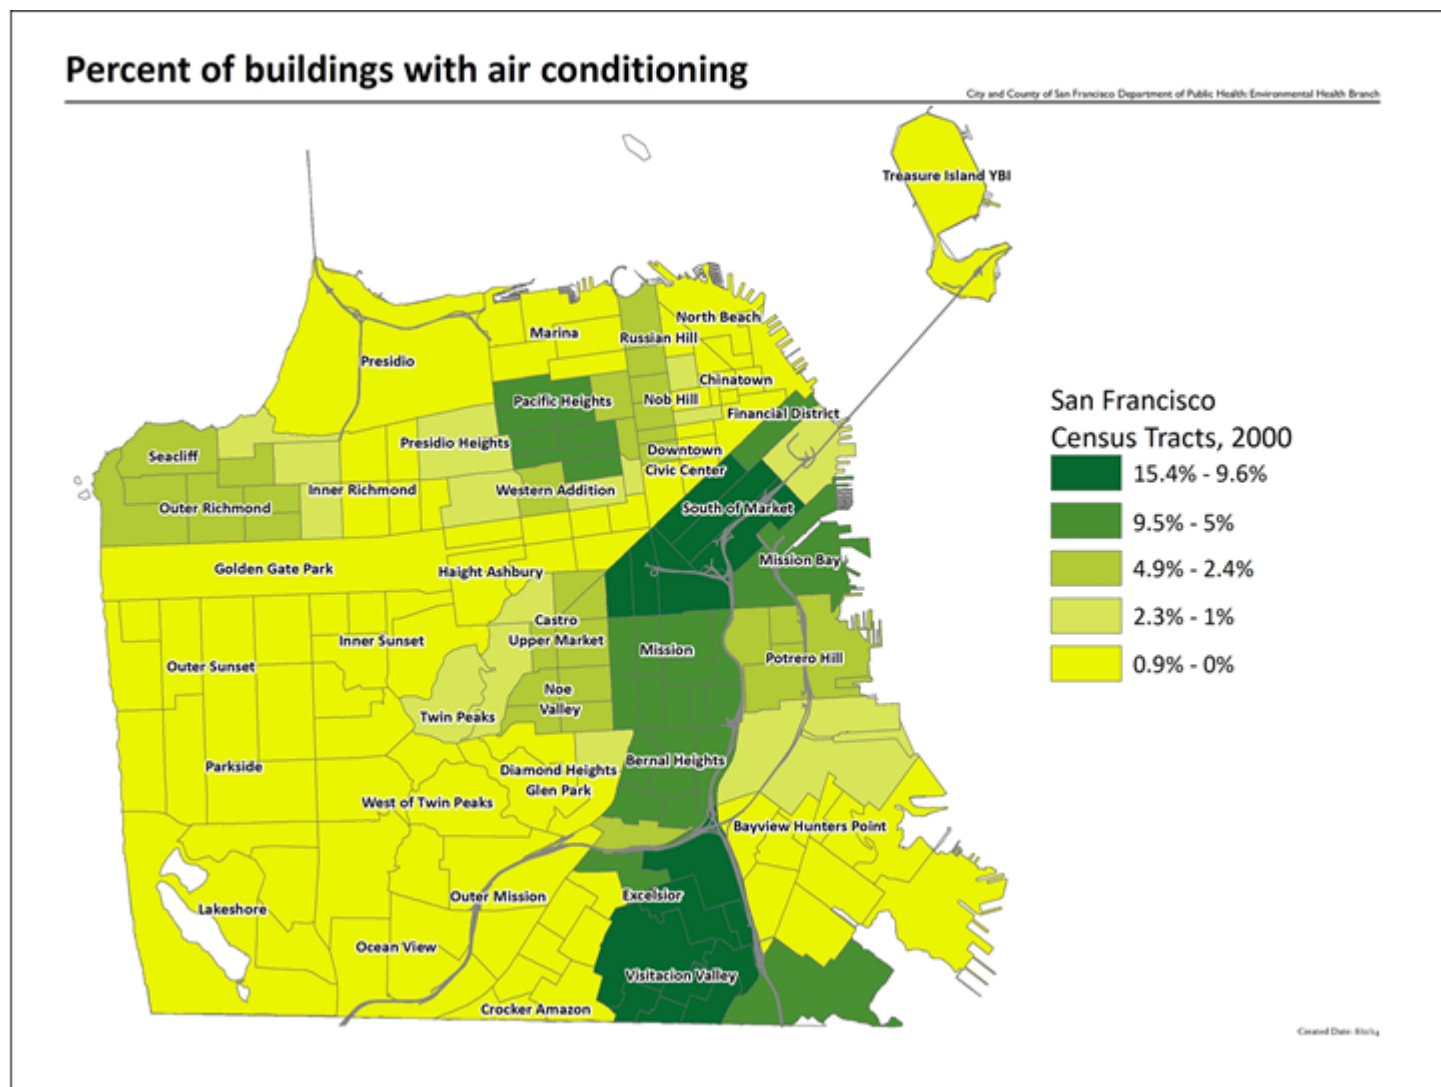 Percent of buildings with air conditioning
City and County of San Francisco Department of Public Health: Environmental Health Branch
Treasure Island YBI
North Beach
Marina
Russian Hill
Presidio
Chinatown
Pacific Heights
Nob Hill
Financial District
Presidio Heights
Downtown
Civic Center
Seacliff
Inner Richmond
Western Addition
Outer Richmond
South of Market
Mission Bay
Golden Gate Park
Haight Ashbury
Castro
Upper Market
Inner Sunset
Mission
Potrero Hill
Outer Sunset
Noe
Valley
Twin Peaks
Parkside
Bernal Heights
Diamond Heights
Glen Park
West of Twin Peaks
Bayview Hunters Point
Outer Mission
Excelsior
Lakeshore
Ocean View
Visitacion Valley
Crocker Amazon
San Francisco
Census Tracts, 2000
15.4% - 9.6%
9.5% - 5%
4.9% - 2.4%
2.3% - 1%
0.9% - 0%
Created Date: